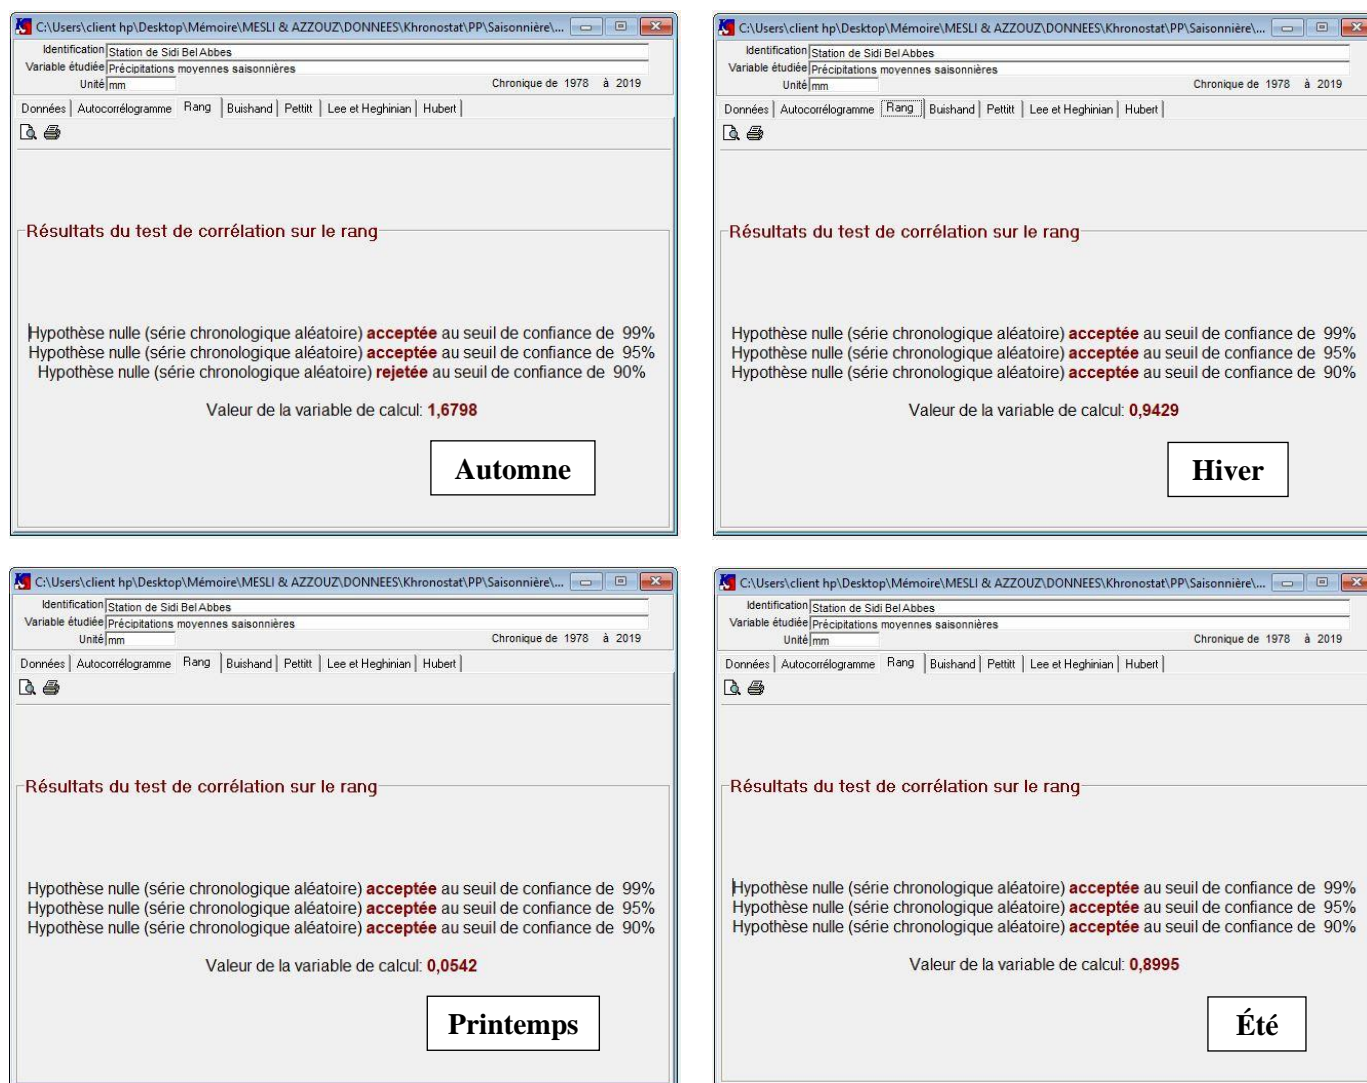 C:\Users\client hp\Desktop\Mémoire\MESLI & AZZOUZ\DONNEES\Khronostat\PP\Saisonnière\...
Identification Station de Sidi Bel Abbes
Variable étudiée Précipitations moyennes saisonnières
Unité mm Chronique de 1978 à 2019
Données Autocorrélogramme Rang Buishand Pettitt Lee et Heghinian Hubert
Résultats du test de corrélation sur le rang
Hypothèse nulle (série chronologique aléatoire) acceptée au seuil de confiance de 99%
Hypothèse nulle (série chronologique aléatoire) acceptée au seuil de confiance de 95%
Hypothèse nulle (série chronologique aléatoire) rejetée au seuil de confiance de 90%
Valeur de la variable de calcul: 1,6798
Automne
C:\Users\client hp\Desktop\Mémoire\MESLI & AZZOUZ\DONNEES\Khronostat\PP\Saisonnière\...
Identification Station de Sidi Bel Abbes
Variable étudiée Précipitations moyennes saisonnières
Unité mm Chronique de 1978 à 2019
Données Autocorrélogramme Rang Buishand Pettitt Lee et Heghinian Hubert
Résultats du test de corrélation sur le rang
Hypothèse nulle (série chronologique aléatoire) acceptée au seuil de confiance de 99%
Hypothèse nulle (série chronologique aléatoire) acceptée au seuil de confiance de 95%
Hypothèse nulle (série chronologique aléatoire) acceptée au seuil de confiance de 90%
Valeur de la variable de calcul: 0,9429
Hiver
C:\Users\client hp\Desktop\Mémoire\MESLI & AZZOUZ\DONNEES\Khronostat\PP\Saisonnière\...
Identification Station de Sidi Bel Abbes
Variable étudiée Précipitations moyennes saisonnières
Unité mm Chronique de 1978 à 2019
Données Autocorrélogramme Rang Buishand Pettitt Lee et Heghinian Hubert
Résultats du test de corrélation sur le rang
Hypothèse nulle (série chronologique aléatoire) acceptée au seuil de confiance de 99%
Hypothèse nulle (série chronologique aléatoire) acceptée au seuil de confiance de 95%
Hypothèse nulle (série chronologique aléatoire) acceptée au seuil de confiance de 90%
Valeur de la variable de calcul: 0,0542
Printemps
C:\Users\client hp\Desktop\Mémoire\MESLI & AZZOUZ\DONNEES\Khronostat\PP\Saisonnière\...
Identification Station de Sidi Bel Abbes
Variable étudiée Précipitations moyennes saisonnières
Unité mm Chronique de 1978 à 2019
Données Autocorrélogramme Rang Buishand Pettitt Lee et Heghinian Hubert
Résultats du test de corrélation sur le rang
Hypothèse nulle (série chronologique aléatoire) acceptée au seuil de confiance de 99%
Hypothèse nulle (série chronologique aléatoire) acceptée au seuil de confiance de 95%
Hypothèse nulle (série chronologique aléatoire) acceptée au seuil de confiance de 90%
Valeur de la variable de calcul: 0,8995
Été